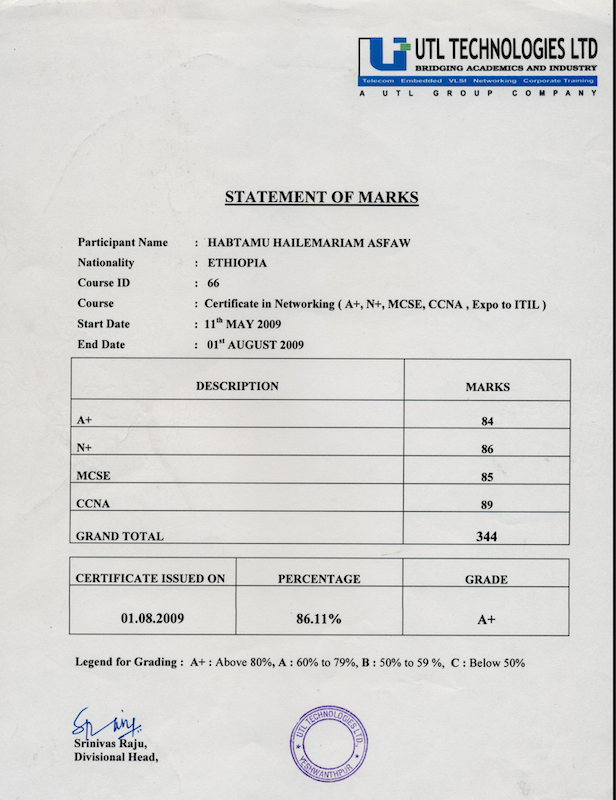 UTL TECHNOLOGIES LTD
BRIDGING ACADEMICS AND INDUSTRY
Telecom Embedded VLSI Networking Corporate Training
A UTL GROUP COMPANY
STATEMENT OF MARKS
Participant Name : HABTAMU HAILEMARIAM ASFAW
Nationality : ETHIOPIA
Course ID : 66
Course : Certificate in Networking ( A+, N+, MCSE, CCNA , Expo to ITIL )
Start Date : 11th MAY 2009
End Date : 01st AUGUST 2009
DESCRIPTION MARKS
A+ 84
N+ 86
MCSE 85
CCNA 89
GRAND TOTAL 344
CERTIFICATE ISSUED ON PERCENTAGE GRADE
01.08.2009 86.11% A+
Legend for Grading : A+ : Above 80%, A : 60% to 79%, B : 50% to 59 %, C : Below 50%
Srinivas Raju,
Divisional Head,
UTL TECHNOLOGIES LTD.
YESHWANTHPUR